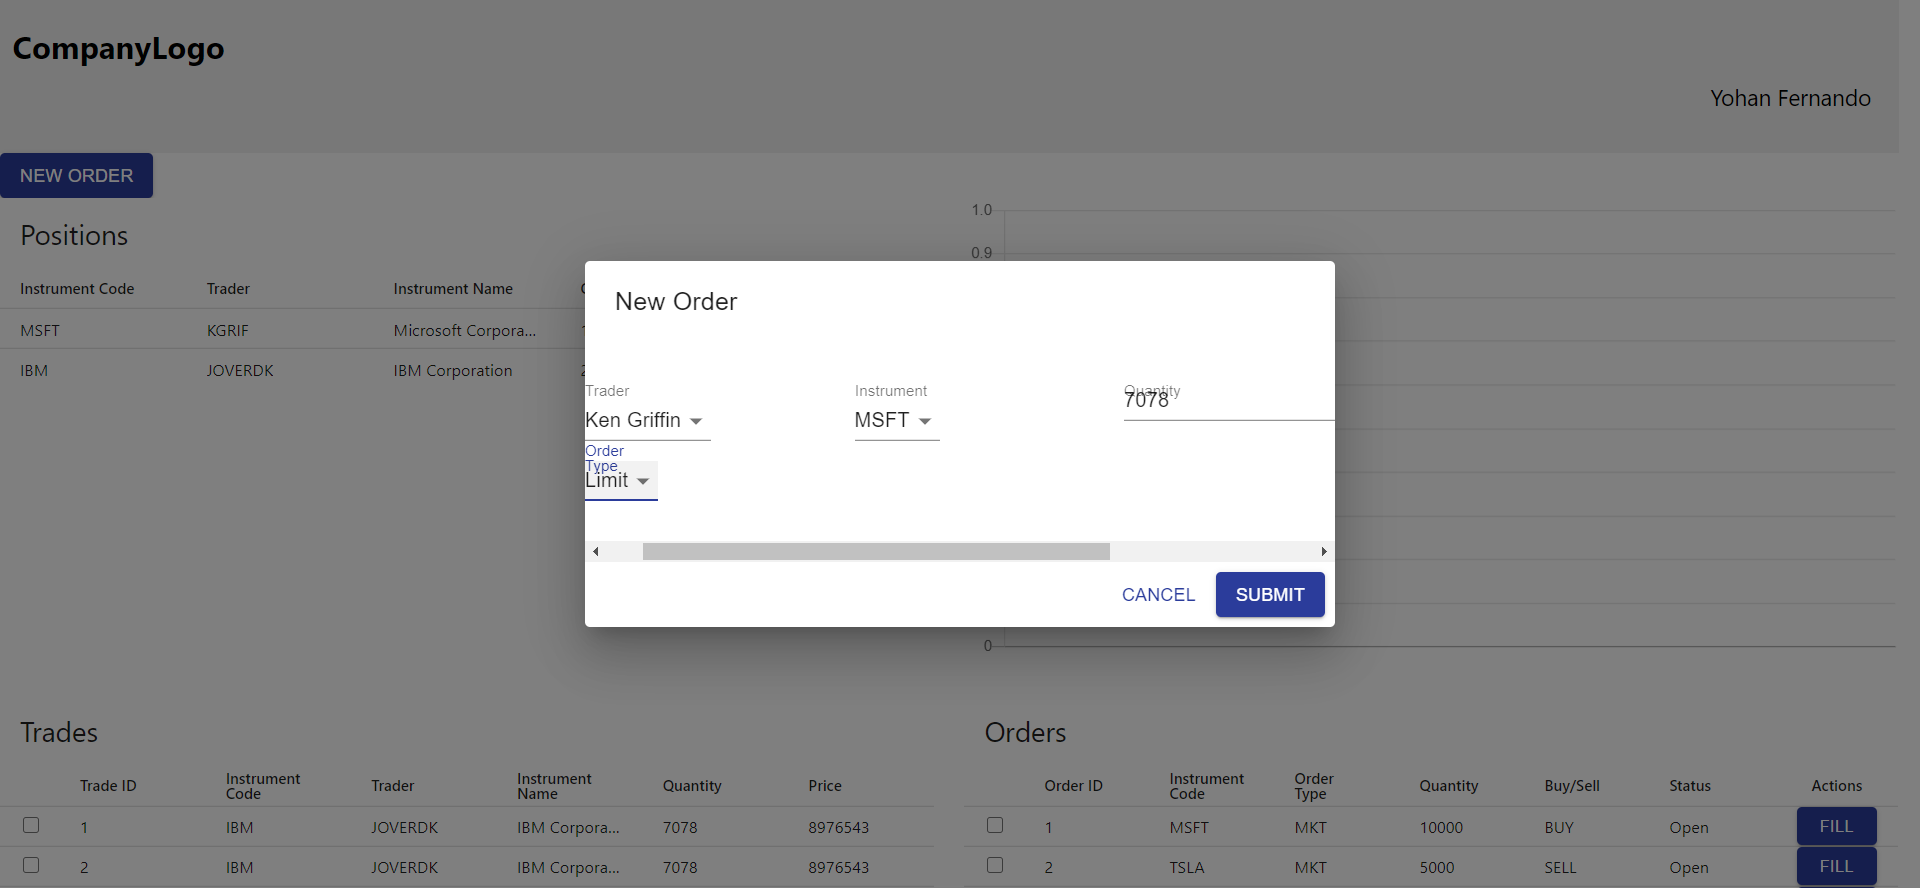 CompanyLogo
Yohan Fernando
NEW ORDER
Positions
Instrument Code Trader Instrument Name
MSFT KGRIF Microsoft Corpora...
IBM JOVERDK IBM Corporation
1.0
0.9
0
New Order
Trader Instrument Quantity
Ken Griffin MSFT 7078
Order
Type
Limit
CANCEL SUBMIT
Trades
Trade ID Instrument Code Trader Instrument Name Quantity Price
1 IBM JOVERDK IBM Corpora... 7078 8976543
2 IBM JOVERDK IBM Corpora... 7078 8976543
Orders
Order ID Instrument Code Order Type Quantity Buy/Sell Status Actions
1 MSFT MKT 10000 BUY Open FILL
2 TSLA MKT 5000 SELL Open FILL